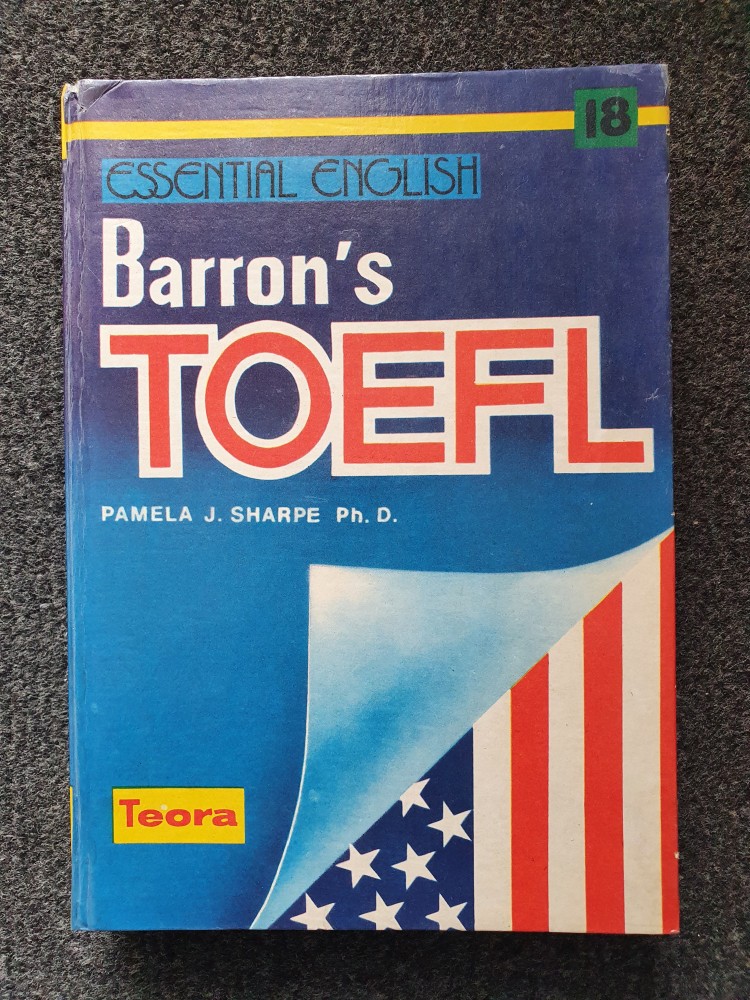 18
ESSENTIAL ENGLISH
Barron's
TOEFL
PAMELA J. SHARPE Ph. D.
Teora